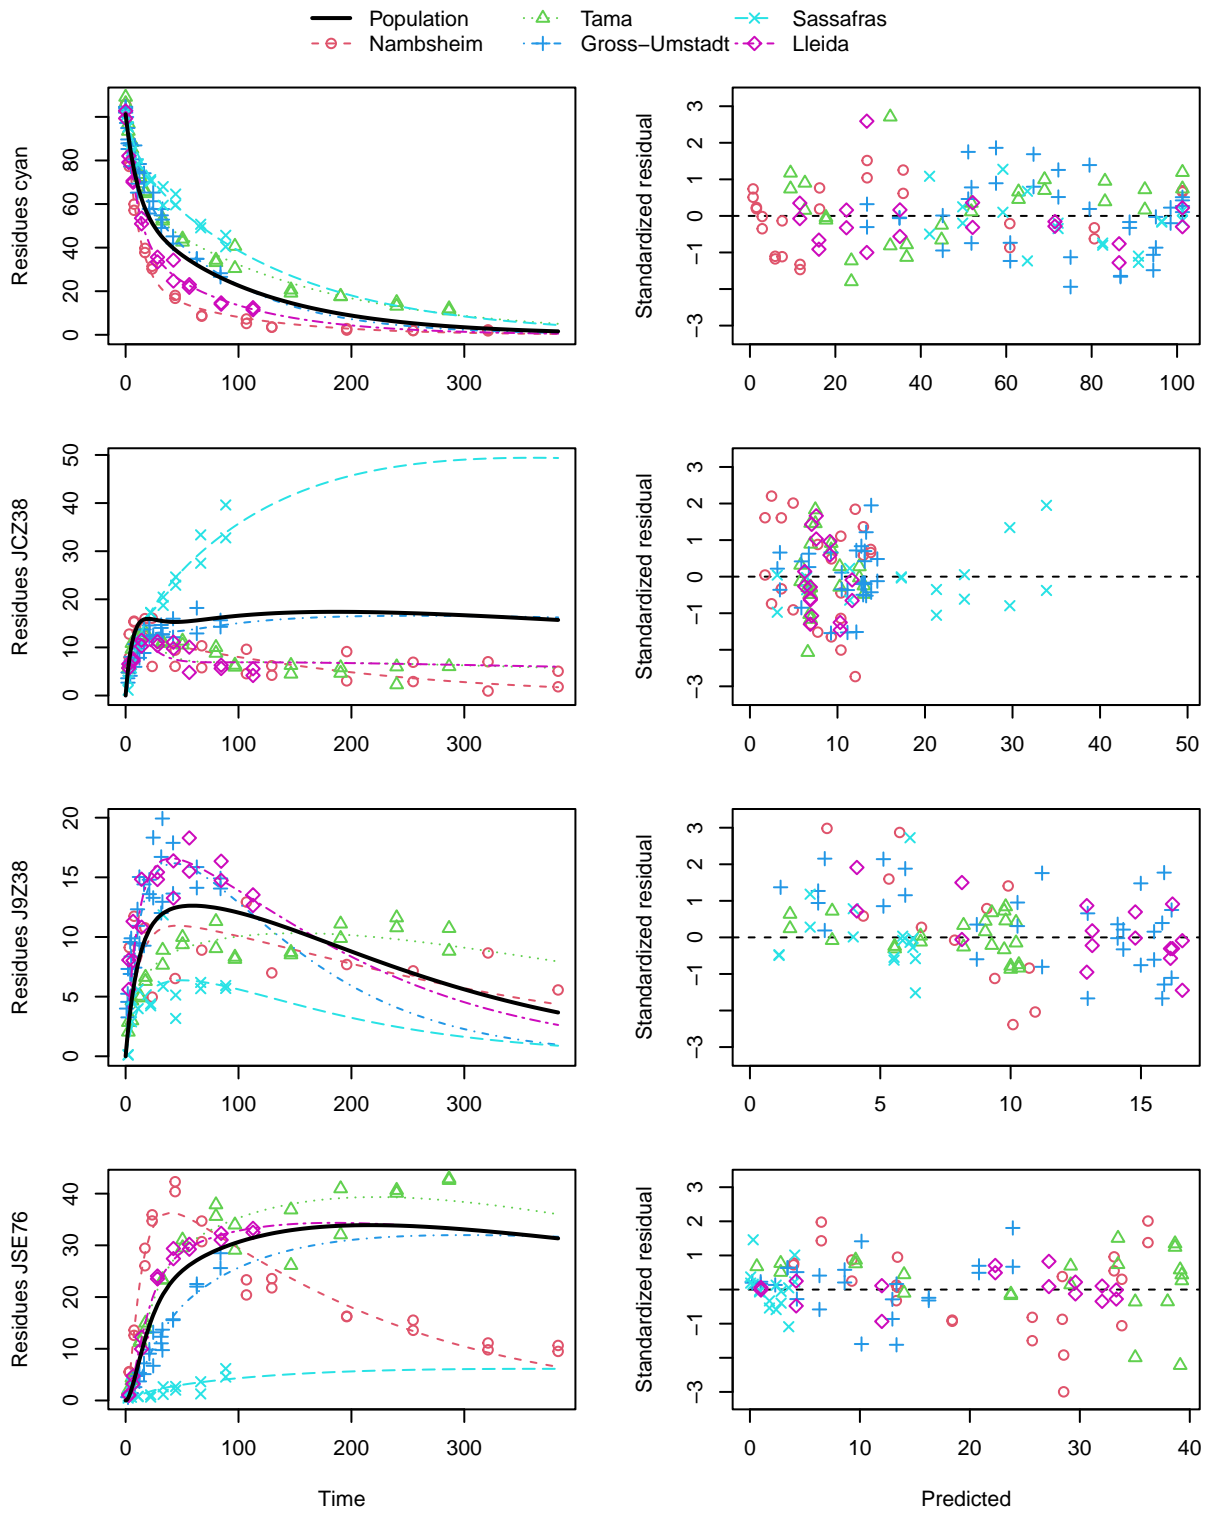 Population Tama Sassafras
Nambsheim Gross−Umstadt Lleida
Residues cyan
0 20 40 60 80
0 100 200 300
Standardized residual
−3 −1 0 1 2 3
0 20 40 60 80 100
Residues JCZ38
0 10 20 30 40 50
0 100 200 300
Standardized residual
−3 −1 0 1 2 3
0 10 20 30 40 50
Residues J9Z38
0 5 10 15 20
0 100 200 300
Standardized residual
−3 −1 0 1 2 3
0 5 10 15
Residues JSE76
0 10 20 30 40
0 100 200 300
Time
Standardized residual
−3 −1 0 1 3
0 10 20 30 40
Predicted